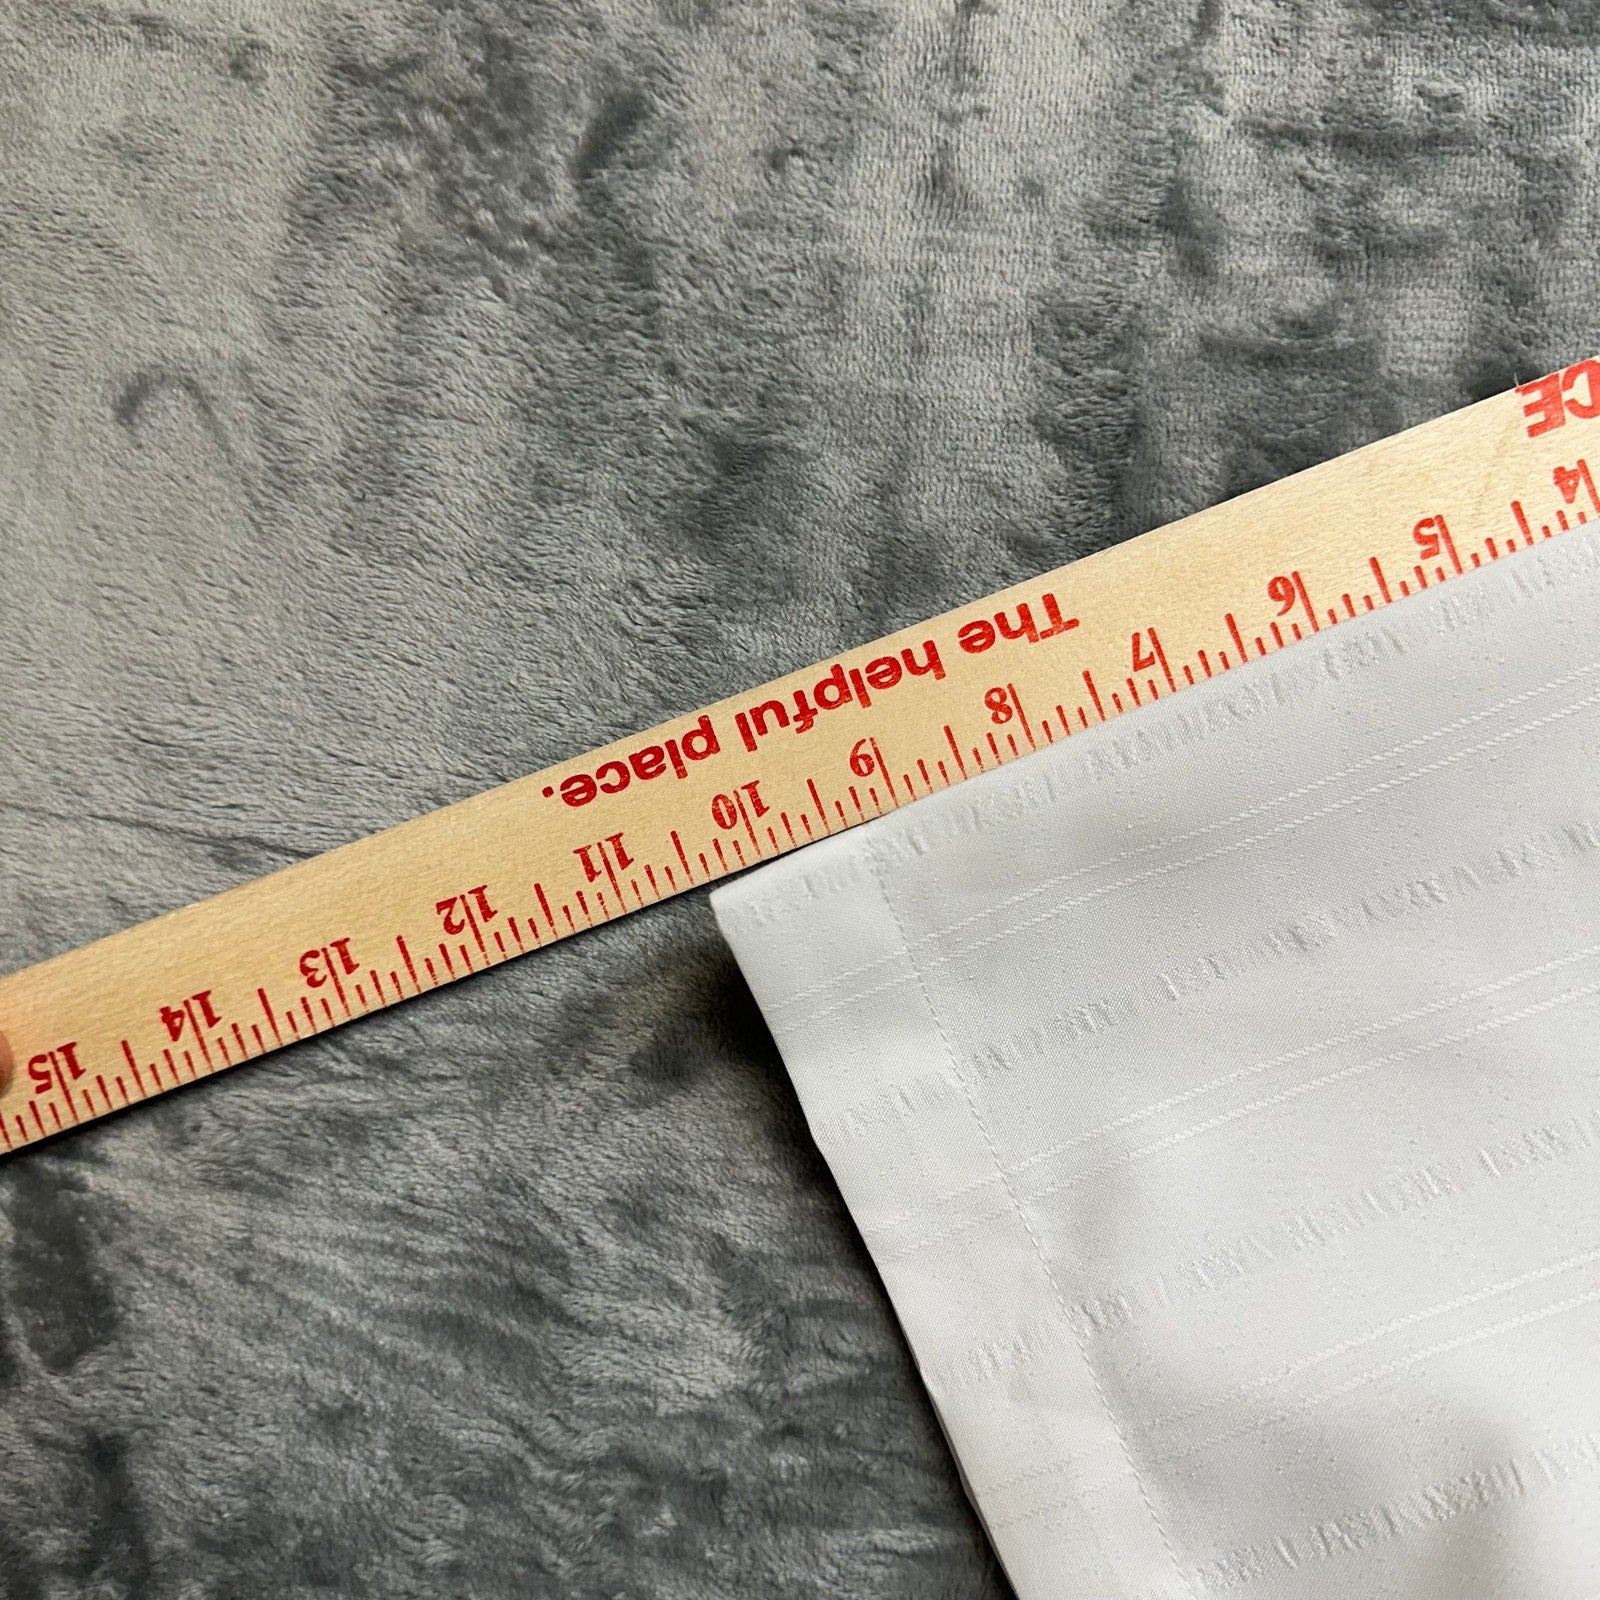 4 5 6 7 8 9 10 11 12 13 14 15
CE The helpful place.